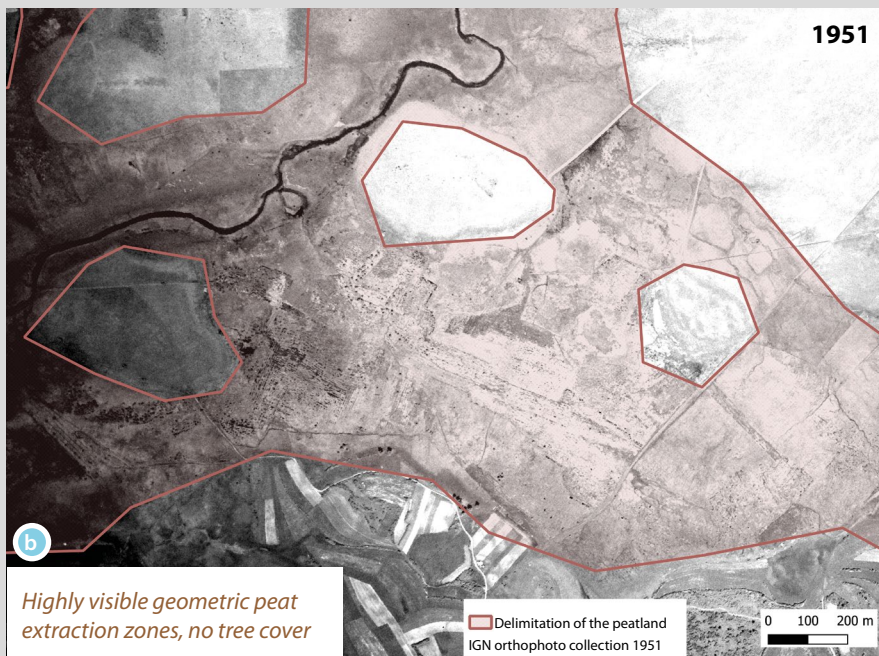 1951
b
Highly visible geometric peat
extraction zones, no tree cover
Delimitation of the peatland
IGN orthophoto collection 1951
0 100 200 m